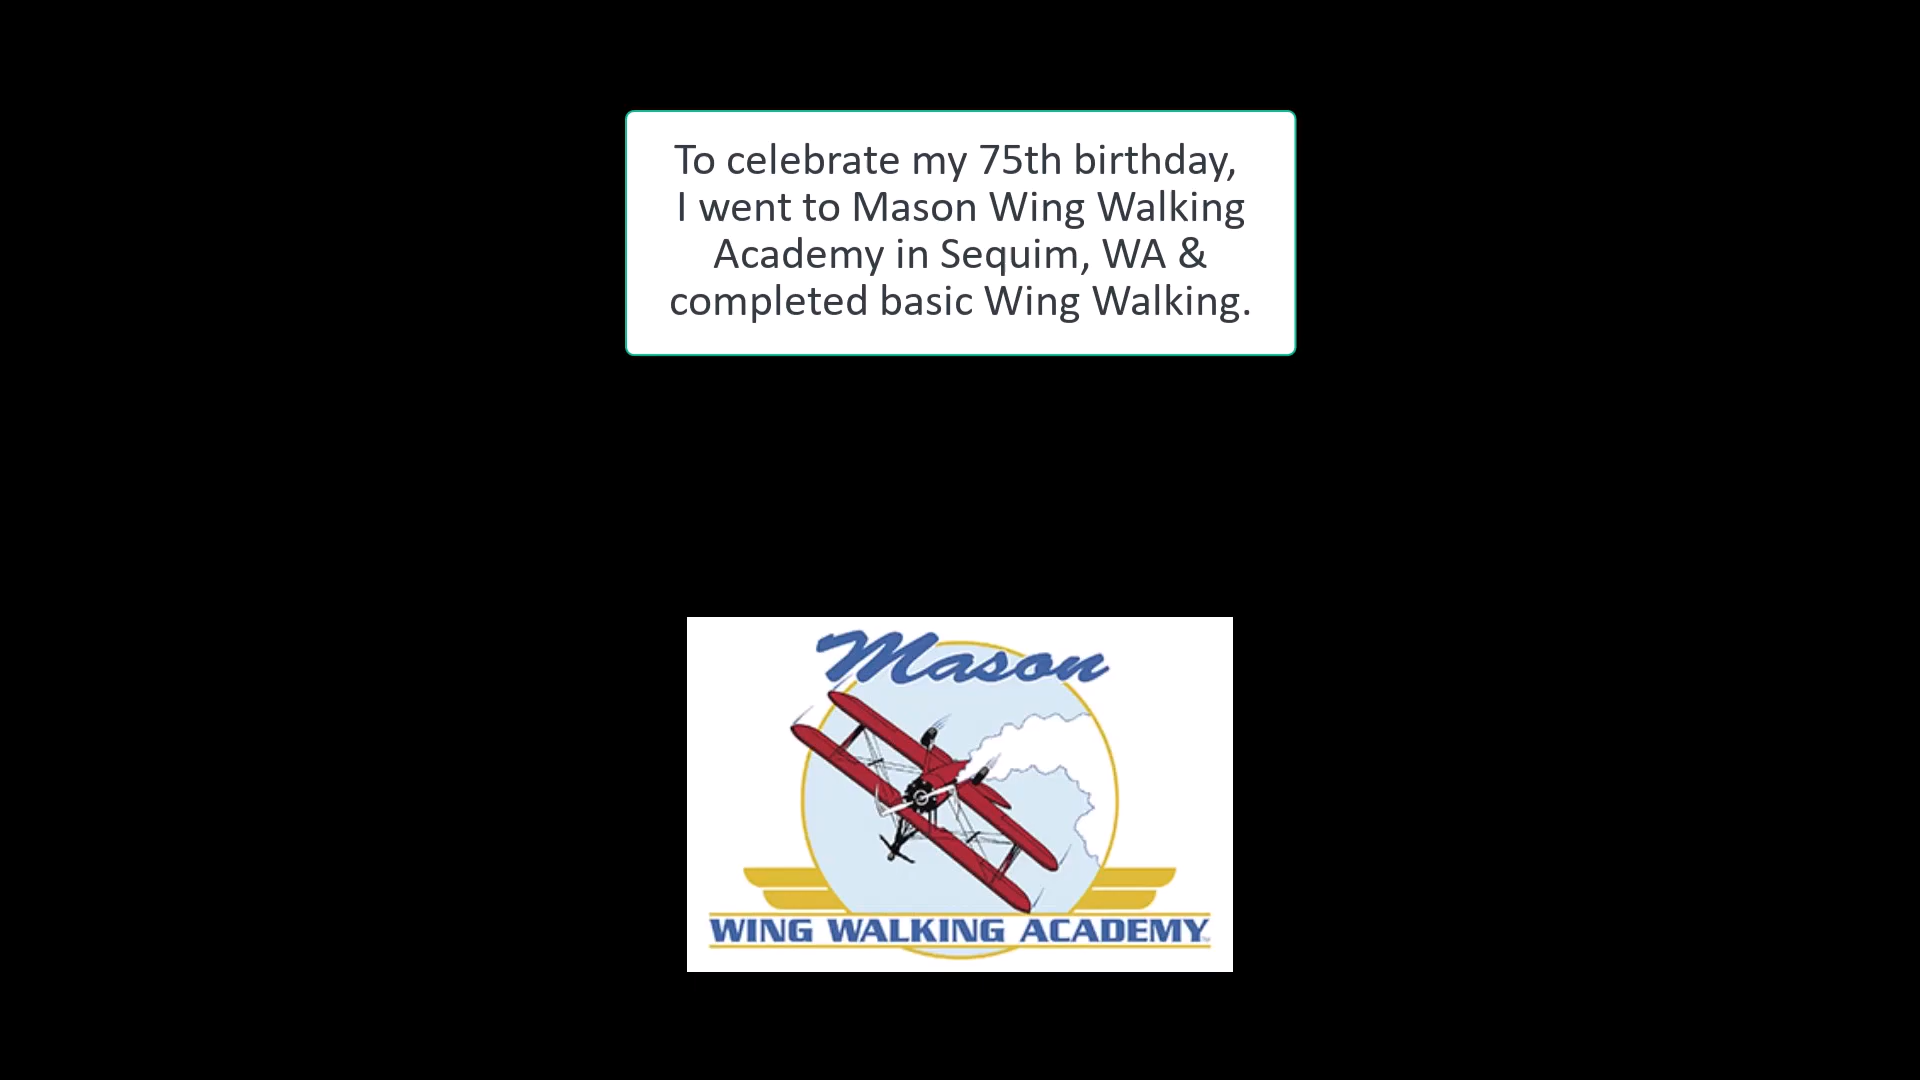 To celebrate my 75th birthday,
I went to Mason Wing Walking
Academy in Sequim, WA &
completed basic Wing Walking.
Mason
WING WALKING ACADEMY